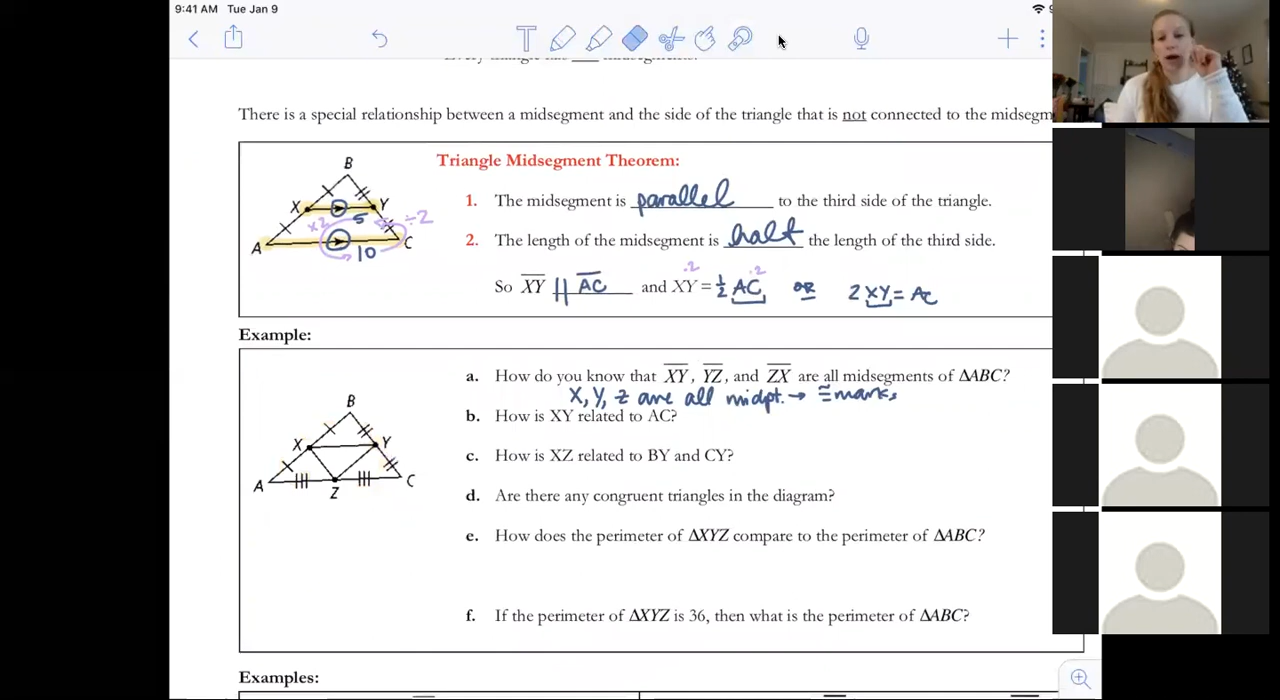 9:41 AM Tue Jan 9
There is a special relationship between a midsegment and the side of the triangle that is not connected to the midsegm
Triangle Midsegment Theorem:
1. The midsegment is parallel to the third side of the triangle.
2. The length of the midsegment is half the length of the third side.
So XY || AC and XY = 1/2 AC OR 2XY = AC
·2 ·2
B
X Y
×2 5 ÷2
A C
10
Example:
a. How do you know that XY, YZ, and ZX are all midsegments of ΔABC?
X, Y, Z are all midpt. → ≅ marks
b. How is XY related to AC?
c. How is XZ related to BY and CY?
d. Are there any congruent triangles in the diagram?
e. How does the perimeter of ΔXYZ compare to the perimeter of ΔABC?
f. If the perimeter of ΔXYZ is 36, then what is the perimeter of ΔABC?
B
X Y
A C
Z
Examples: